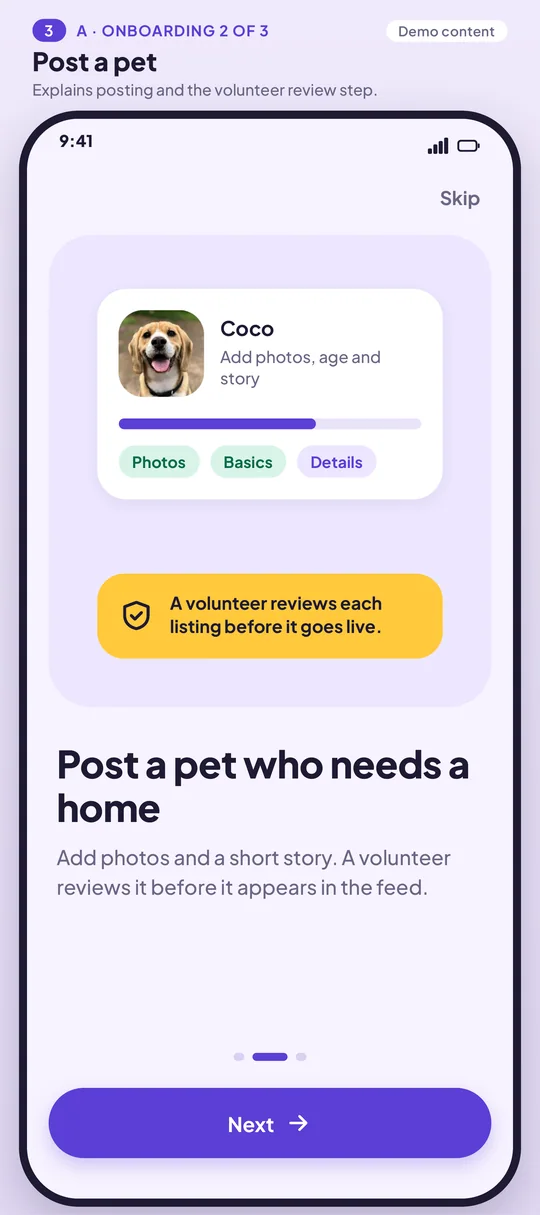 3 A · ONBOARDING 2 OF 3 Demo content
Post a pet
Explains posting and the volunteer review step.
9:41
Skip
Coco
Add photos, age and
story
Photos Basics Details
A volunteer reviews each
listing before it goes live.
Post a pet who needs a
home
Add photos and a short story. A volunteer
reviews it before it appears in the feed.
Next →